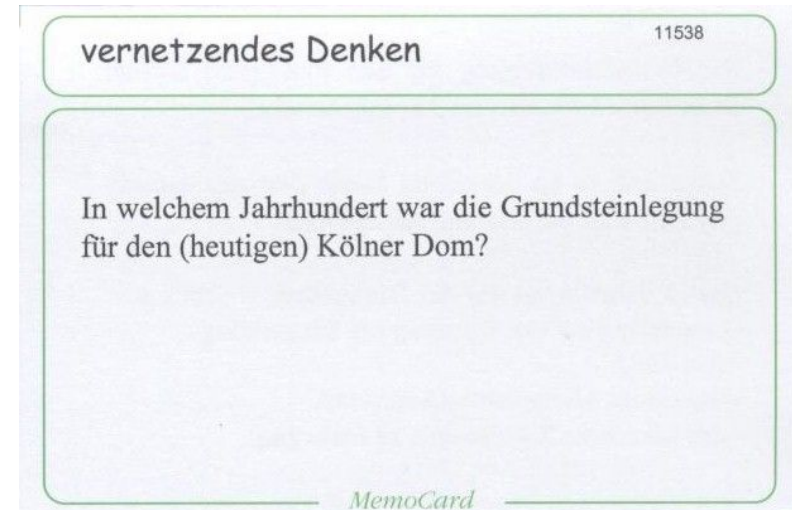 vernetzendes Denken
11538
In welchem Jahrhundert war die Grundsteinlegung
für den (heutigen) Kölner Dom?
MemoCard